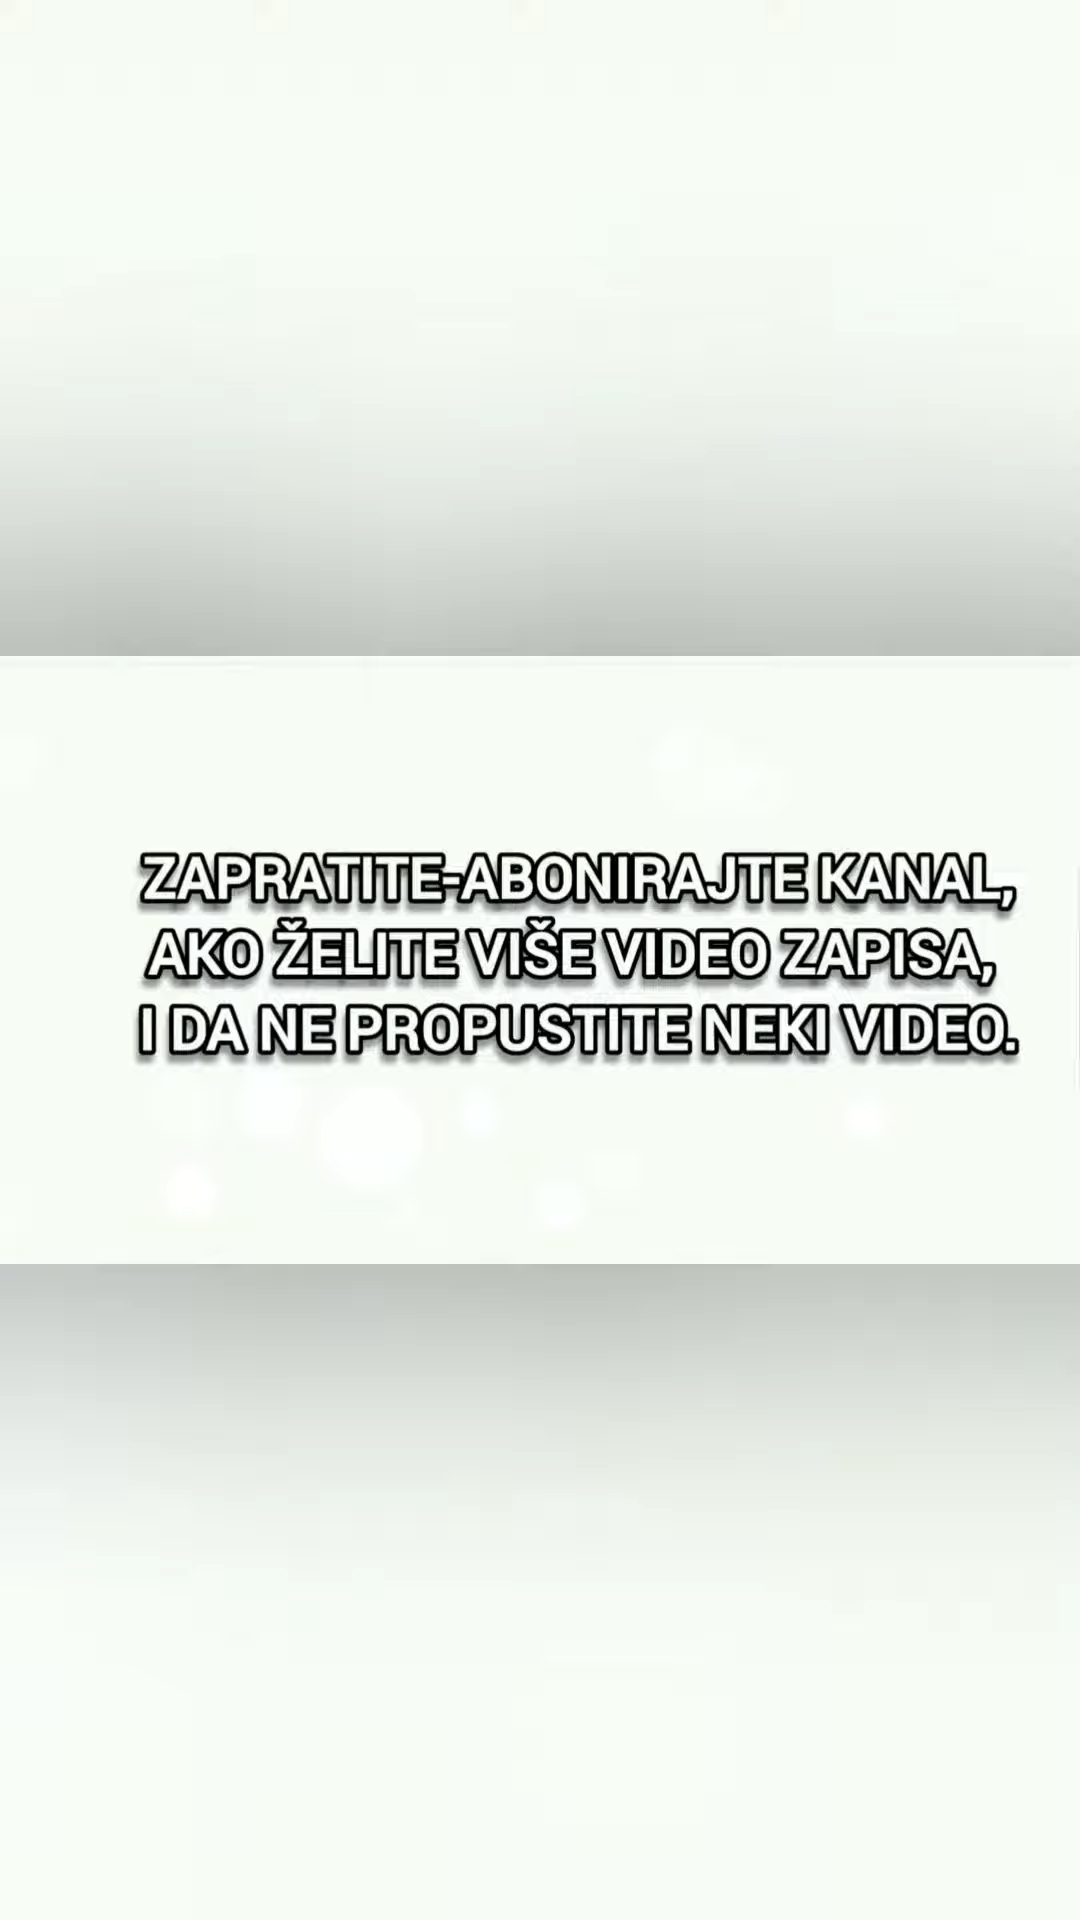 ZAPRATITE-ABONIRAJTE KANAL,
AKO ŽELITE VIŠE VIDEO ZAPISA,
I DA NE PROPUSTITE NEKI VIDEO.